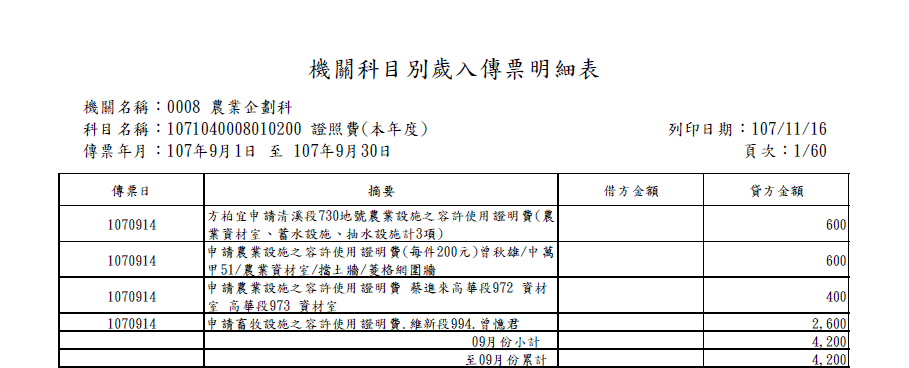 機關科目別歲入傳票明細表
機關名稱：0008 農業企劃科
科目名稱：1071040008010200 證照費(本年度)
列印日期：107/11/16
傳票年月：107年9月1日 至 107年9月30日
頁次：1/60
傳票日 摘要 借方金額 貸方金額
1070914 方柏宜申請清溪段730地號農業設施之容許使用證明費(農 600
業資材室、蓄水設施、抽水設施計3項)
1070914 申請農業設施之容許使用證明費(每件200元)曾秋雄/中萬 600
甲51/農業資材室/擋土牆/菱格網圍牆
1070914 申請農業設施之容許使用證明費 蔡進來高華段972 資材 400
室 高華段973 資材室
1070914 申請畜牧設施之容許使用證明費.維新段994.曾憶君 2,600
09月份小計 4,200
至09月份累計 4,200